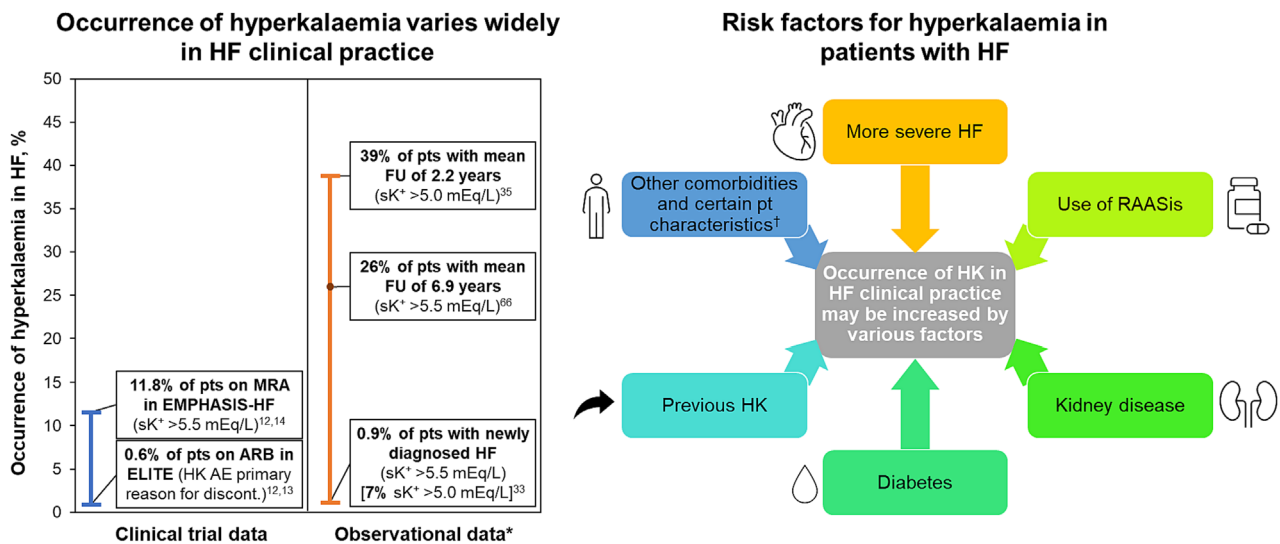 Occurrence of hyperkalaemia varies widely
in HF clinical practice
Occurrence of hyperkalaemia in HF, %
50
45
40
35
30
25
20
15
10
5
0
39% of pts with mean
FU of 2.2 years
(sK⁺ >5.0 mEq/L)³⁵
26% of pts with mean
FU of 6.9 years
(sK⁺ >5.5 mEq/L)⁶⁶
11.8% of pts on MRA
in EMPHASIS-HF
(sK⁺ >5.5 mEq/L)¹²,¹⁴
0.6% of pts on ARB in
ELITE (HK AE primary
reason for discont.)¹²,¹³
0.9% of pts with newly
diagnosed HF
(sK⁺ >5.5 mEq/L)
[7% sK⁺ >5.0 mEq/L]³³
Clinical trial data
Observational data*
Risk factors for hyperkalaemia in
patients with HF
More severe HF
Other comorbidities
and certain pt
characteristics†
Use of RAASis
Occurrence of HK in
HF clinical practice
may be increased by
various factors
Previous HK
Kidney disease
Diabetes